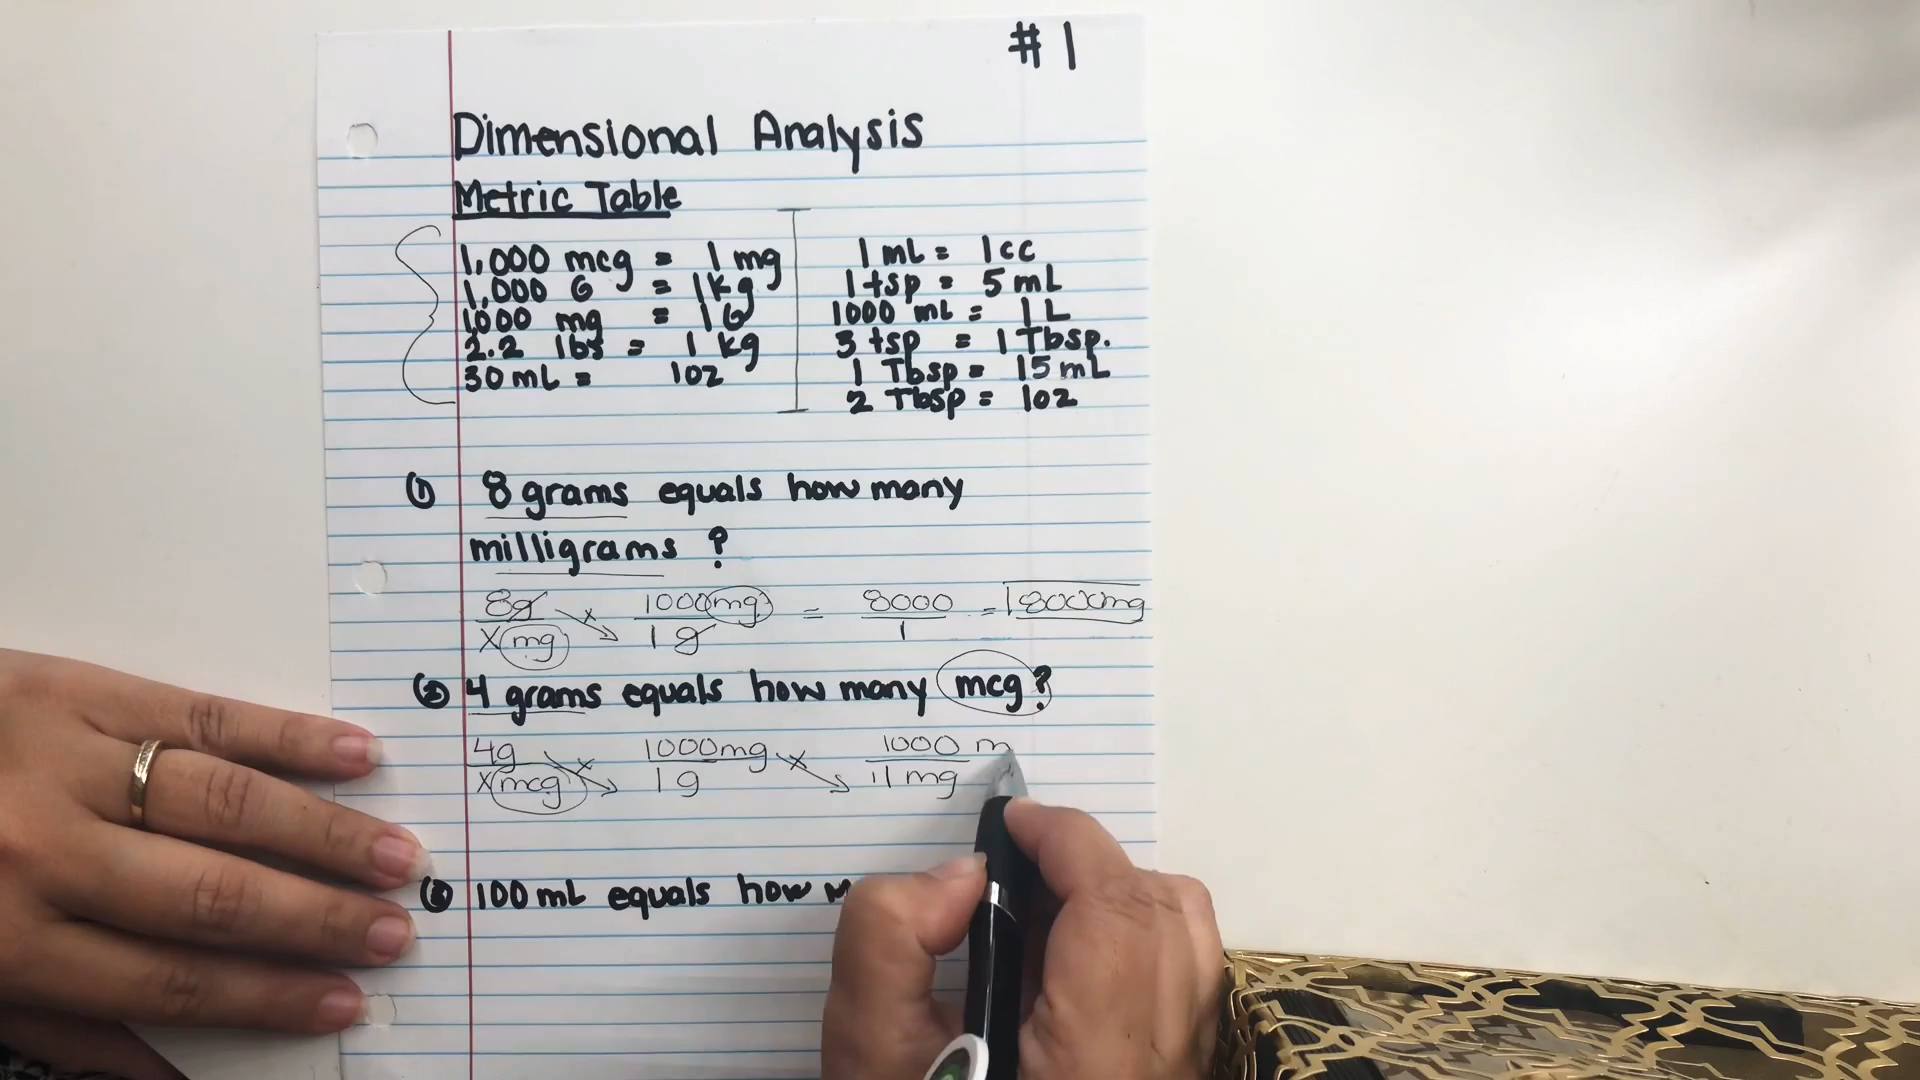 # 1
Dimensional Analysis
Metric Table
1,000 mcg = 1 mg
1,000 G = 1kg
1,000 mg = 1G
2.2 lbs = 1 kg
30 mL = 1oz
1 mL = 1cc
1 tsp = 5 mL
1000 mL = 1 L
3 tsp = 1 Tbsp.
1 Tbsp = 15 mL
2 Tbsp = 1oz
① 8 grams equals how many
milligrams ?
8g × 1000mg = 8000 = 8000mg
X mg 1 g 1
② 4 grams equals how many mcg?
4g × 1000mg × 1000 m
X mcg 1 g 1 mg
③ 100 mL equals how